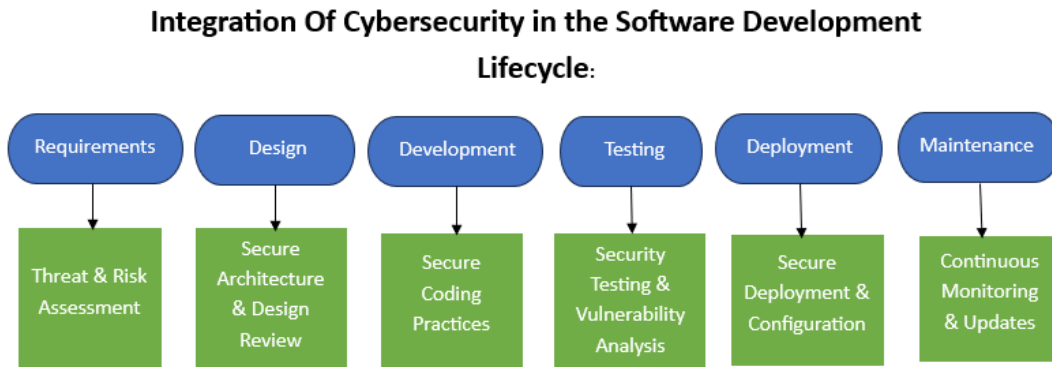 Integration Of Cybersecurity in the Software Development
Lifecycle:
Requirements
Design
Development
Testing
Deployment
Maintenance
Threat & Risk
Assessment
Secure
Architecture
& Design
Review
Secure
Coding
Practices
Security
Testing &
Vulnerability
Analysis
Secure
Deployment &
Configuration
Continuous
Monitoring
& Updates